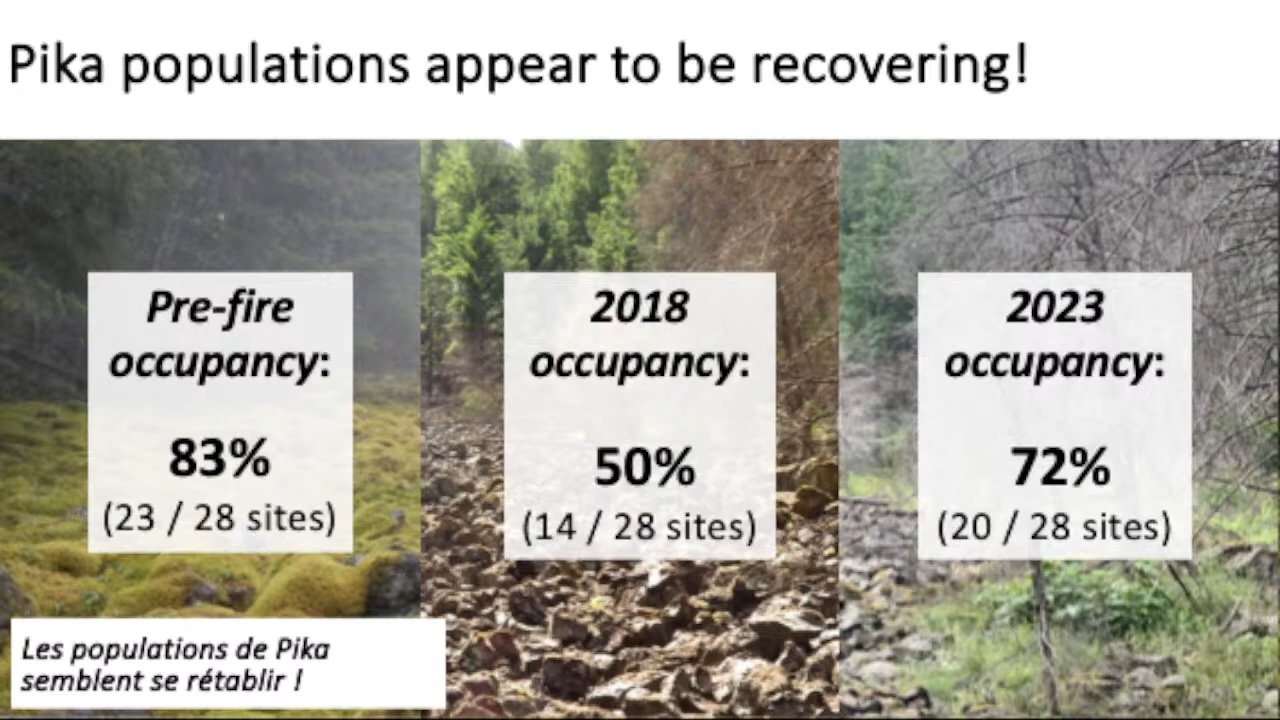 Pika populations appear to be recovering!
Pre-fire
occupancy:
83%
(23 / 28 sites)
2018
occupancy:
50%
(14 / 28 sites)
2023
occupancy:
72%
(20 / 28 sites)
Les populations de Pika
semblent se rétablir !